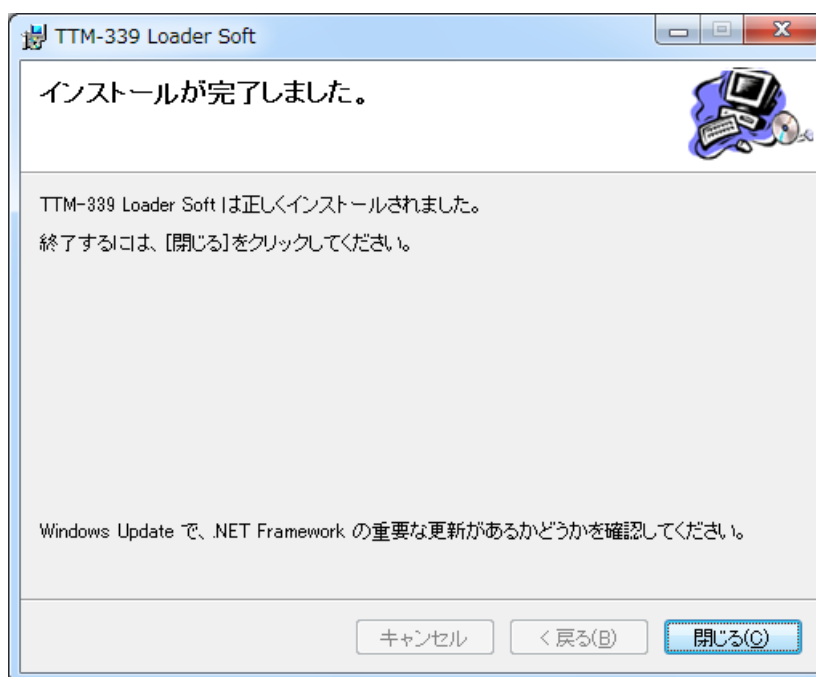 TTM-339 Loader Soft
インストールが完了しました。
TTM-339 Loader Soft は正しくインストールされました。
終了するには、[閉じる]をクリックしてください。
Windows Update で、.NET Framework の重要な更新があるかどうかを確認してください。
キャンセル
< 戻る(B)
閉じる(C)